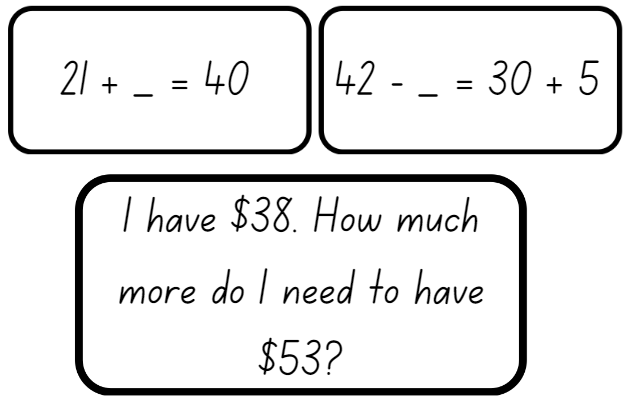 21 + _ = 40
42 - _ = 30 + 5
I have $38. How much
more do I need to have
$53?